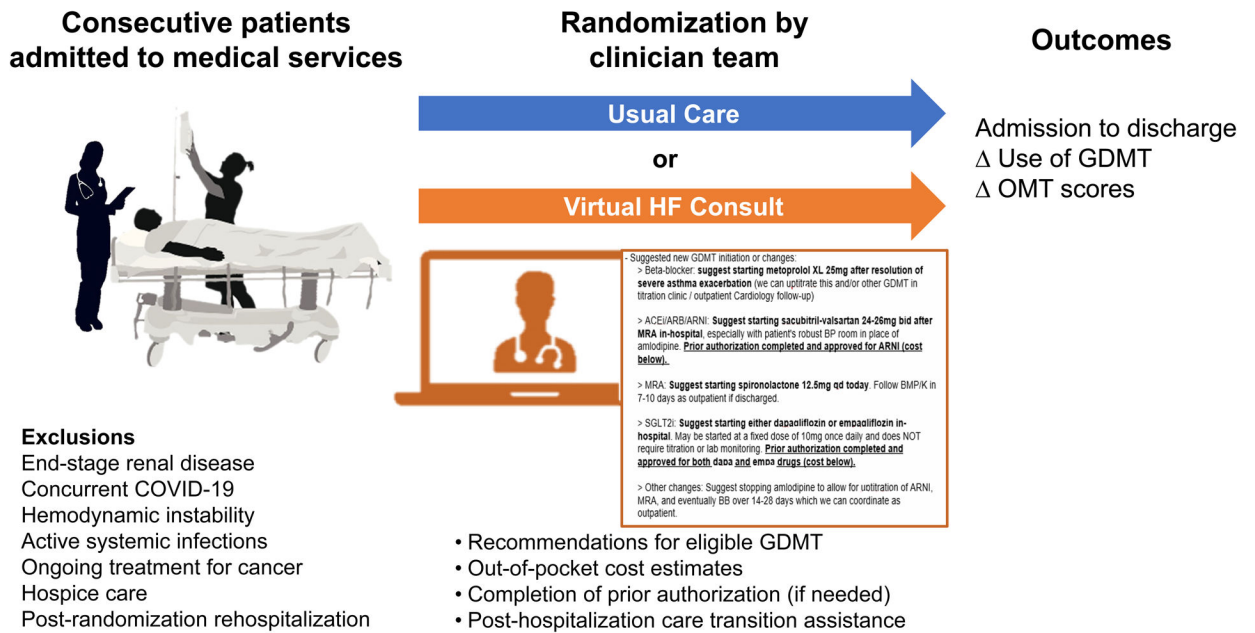 Consecutive patients
admitted to medical services
Randomization by
clinician team
Outcomes
Usual Care
or
Virtual HF Consult
Admission to discharge
Δ Use of GDMT
Δ OMT scores
- Suggested new GDMT initiation or changes:
> Beta-blocker: suggest starting metoprolol XL 25mg after resolution of
severe asthma exacerbation (we can uptitrate this and/or other GDMT in
titration clinic / outpatient Cardiology follow-up)
> ACEi/ARB/ARNI: Suggest starting sacubitril-valsartan 24-26mg bid after
MRA in-hospital, especially with patient's robust BP room in place of
amlodipine. Prior authorization completed and approved for ARNI (cost
below).
> MRA: Suggest starting spironolactone 12.5mg qd today. Follow BMP/K in
7-10 days as outpatient if discharged.
> SGLT2i: Suggest starting either dapagliflozin or empagliflozin in-
hospital. May be started at a fixed dose of 10mg once daily and does NOT
require titration or lab monitoring. Prior authorization completed and
approved for both dapa and empa drugs (cost below).
> Other changes: Suggest stopping amlodipine to allow for uptitration of ARNI,
MRA, and eventually BB over 14-28 days which we can coordinate as
outpatient.
Exclusions
End-stage renal disease
Concurrent COVID-19
Hemodynamic instability
Active systemic infections
Ongoing treatment for cancer
Hospice care
Post-randomization rehospitalization
• Recommendations for eligible GDMT
• Out-of-pocket cost estimates
• Completion of prior authorization (if needed)
• Post-hospitalization care transition assistance